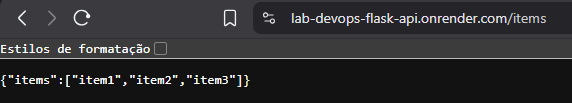 lab-devops-flask-api.onrender.com/items
Estilos de formatação
{"items":["item1","item2","item3"]}